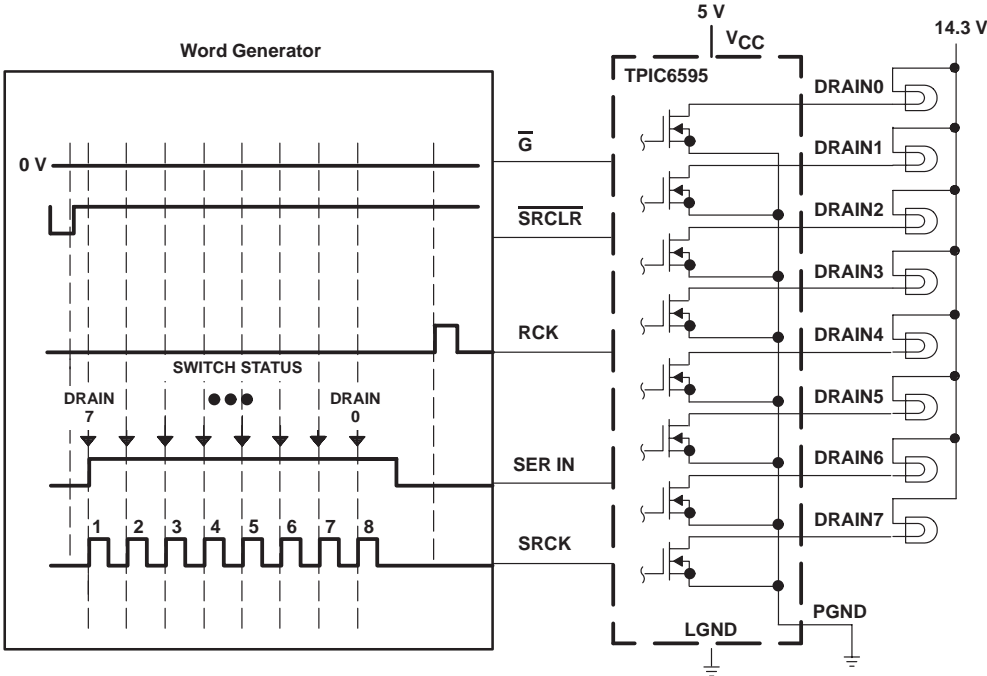 5 V
VCC
14.3 V
Word Generator
TPIC6595
DRAIN0
G
0 V
DRAIN1
SRCLR
DRAIN2
DRAIN3
RCK
DRAIN4
SWITCH STATUS
DRAIN
7
DRAIN
0
DRAIN5
SER IN
DRAIN6
1 2 3 4 5 6 7 8
DRAIN7
SRCK
PGND
LGND